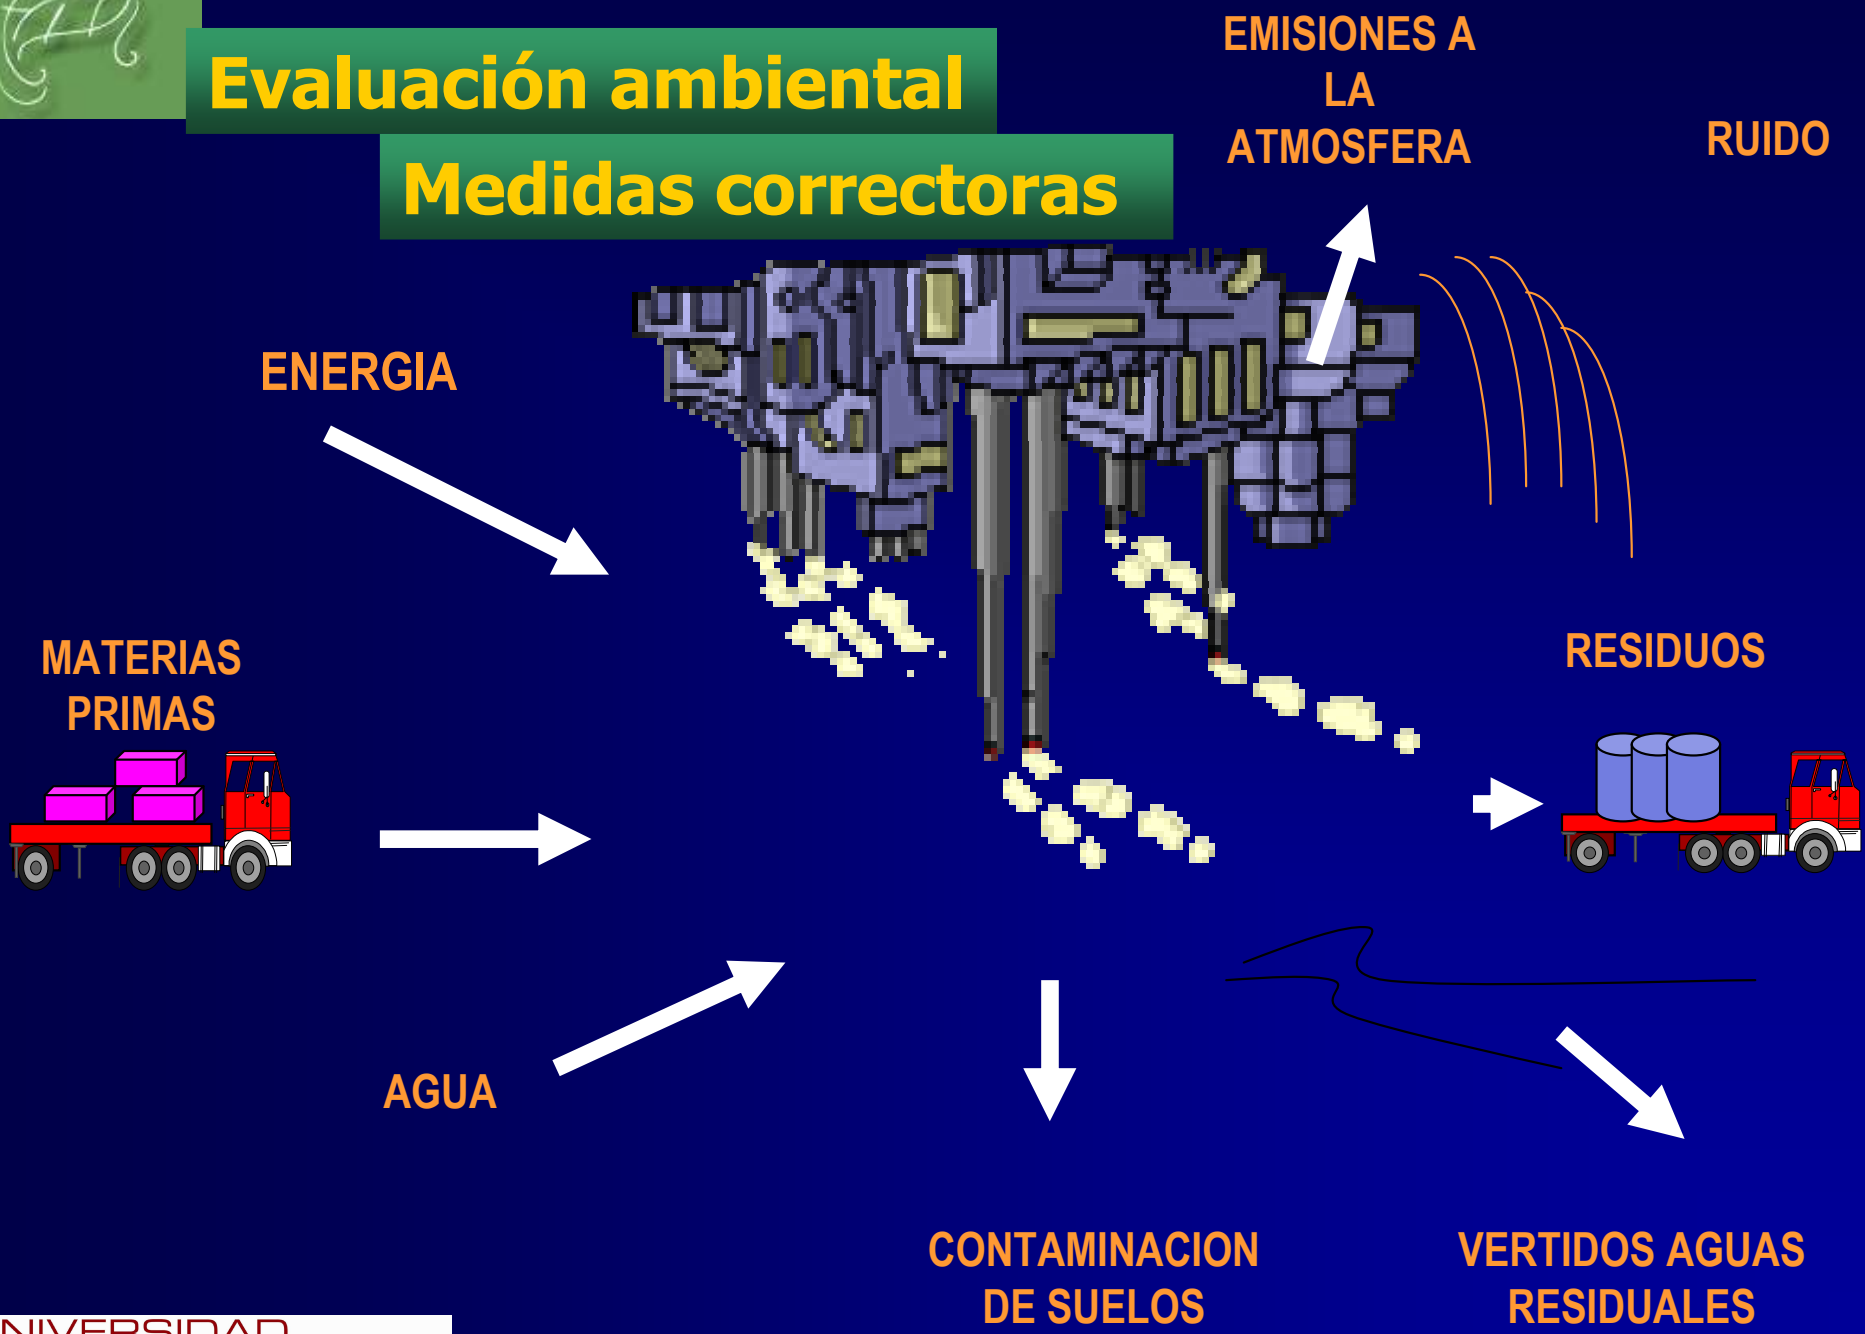 Evaluación ambiental
Medidas correctoras
EMISIONES A
LA
ATMOSFERA
RUIDO
ENERGIA
MATERIAS
PRIMAS
RESIDUOS
AGUA
CONTAMINACION
DE SUELOS
VERTIDOS AGUAS
RESIDUALES